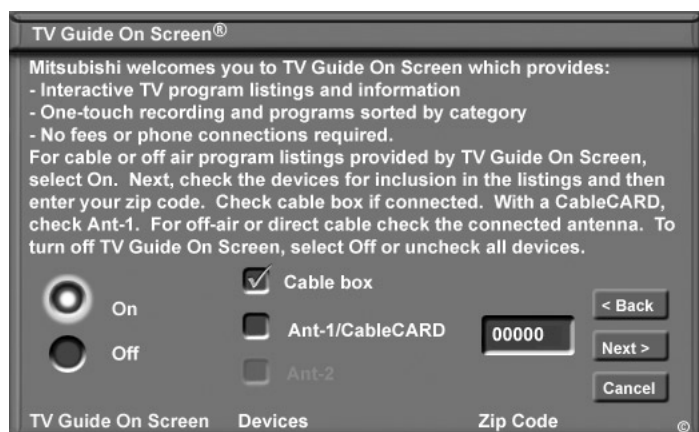 TV Guide On Screen®
Mitsubishi welcomes you to TV Guide On Screen which provides:
- Interactive TV program listings and information
- One-touch recording and programs sorted by category
- No fees or phone connections required.
For cable or off air program listings provided by TV Guide On Screen,
select On. Next, check the devices for inclusion in the listings and then
enter your zip code. Check cable box if connected. With a CableCARD,
check Ant-1. For off-air or direct cable check the connected antenna. To
turn off TV Guide On Screen, select Off or uncheck all devices.
On
Off
Cable box
Ant-1/CableCARD
Ant-2
00000
< Back
Next >
Cancel
TV Guide On Screen Devices Zip Code ©